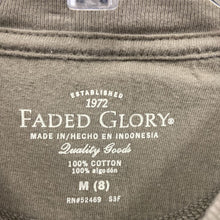 ESTABLISHED
1972
FADED GLORY®
MADE IN/HECHO EN INDONESIA
Quality Goods
100% COTTON
100% algodón
M (8)
RN#52469 S3F